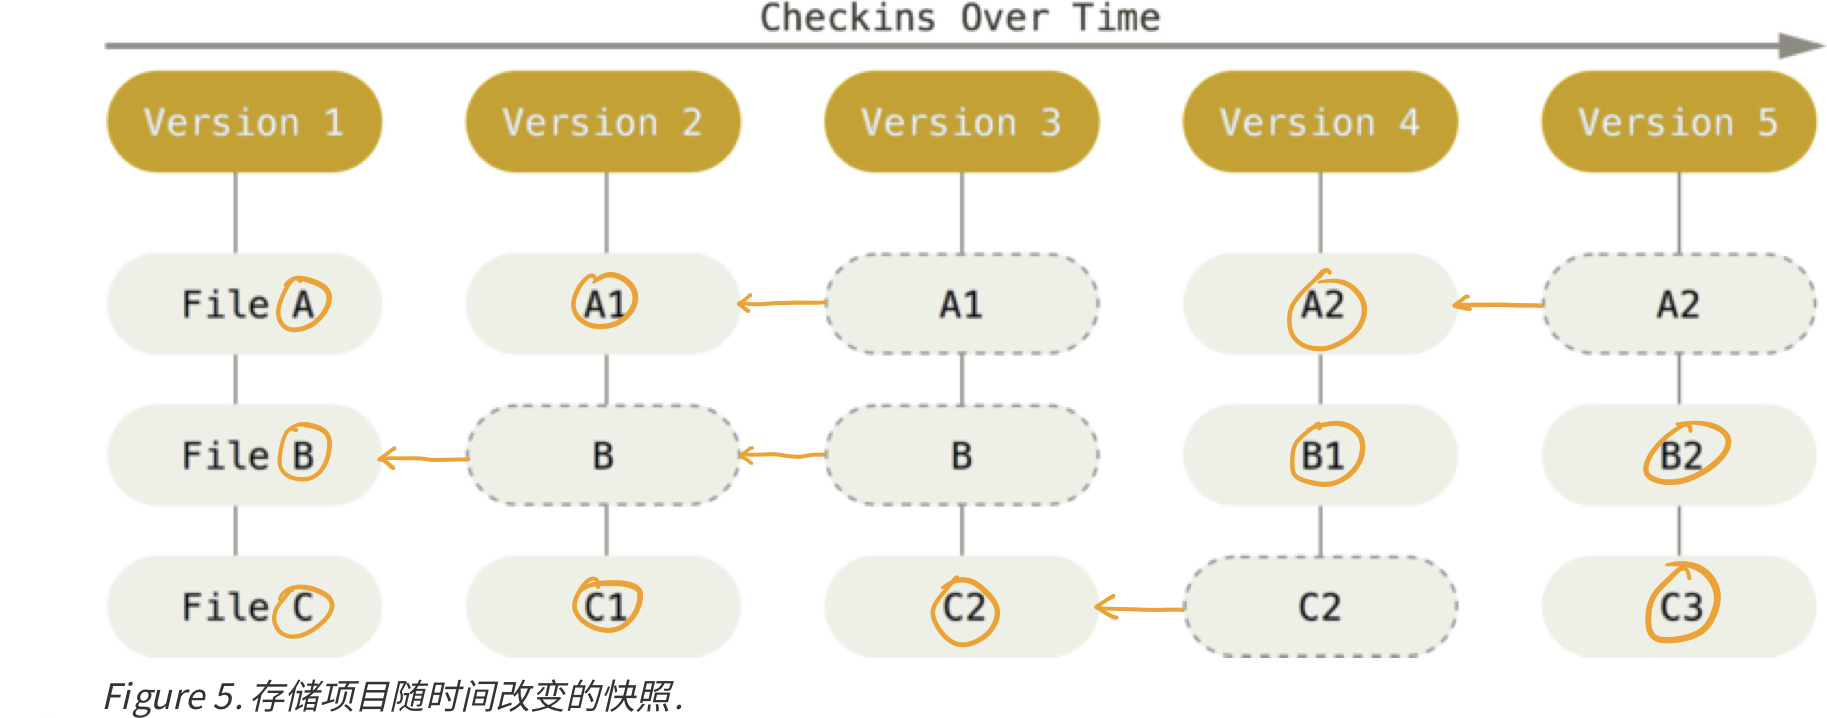 Checkins Over Time
Version 1 Version 2 Version 3 Version 4 Version 5
File A A1 A1 A2 A2
File B B B B1 B2
File C C1 C2 C2 C3
Figure 5. 存储项目随时间改变的快照.